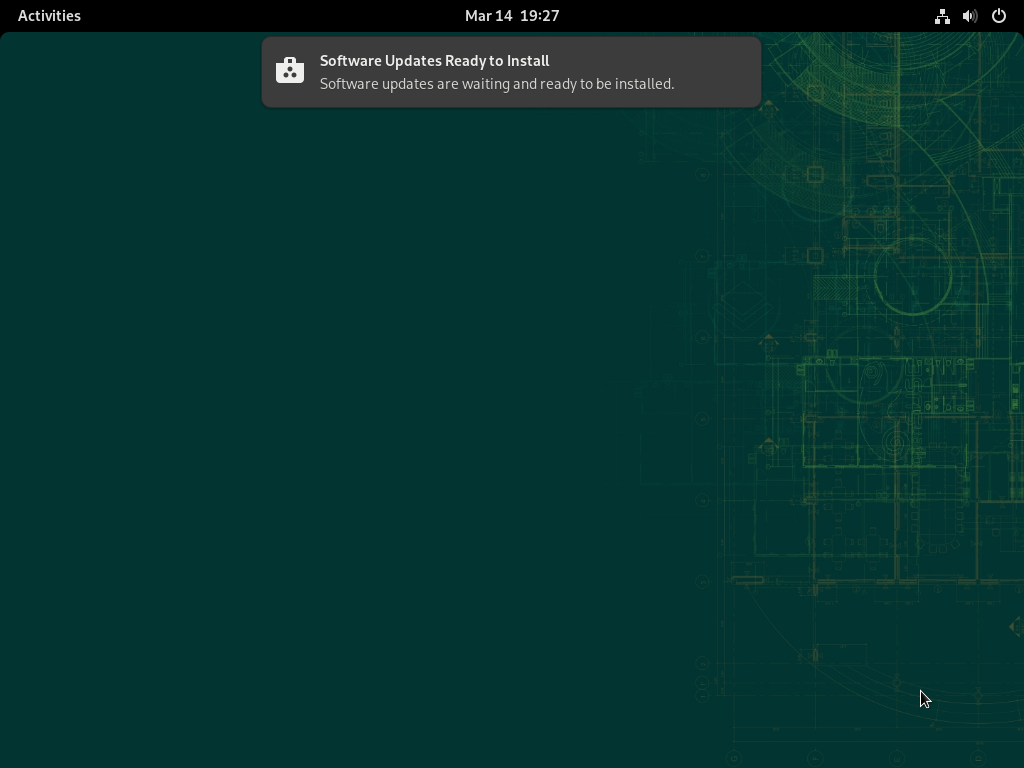 Activities
Mar 14 19:27
Software Updates Ready to Install
Software updates are waiting and ready to be installed.